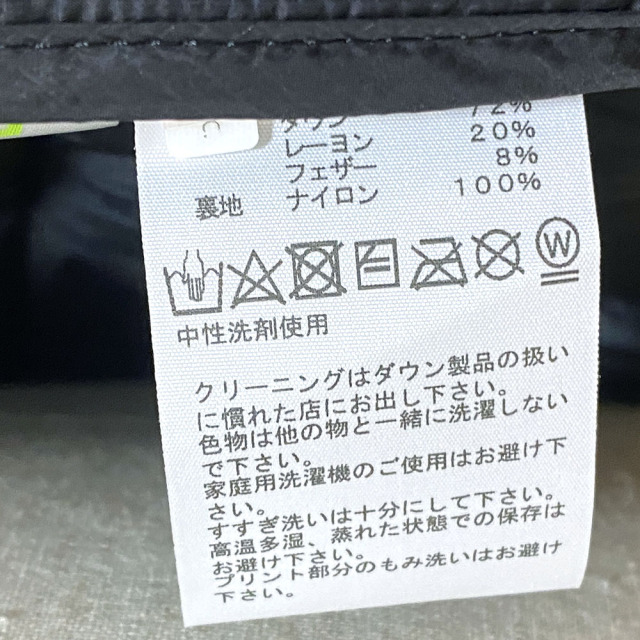 C
ダウン 72%
レーヨン 20%
フェザー 8%
裏地 ナイロン 100%
W
中性洗剤使用
クリーニングはダウン製品の扱い
に慣れた店にお出し下さい。
色物は他の物と一緒に洗濯しない
で下さい。
家庭用洗濯機のご使用はお避け下
さい。
すすぎ洗いは十分にして下さい。
高温多湿、蒸れた状態での保存は
お避け下さい。
プリント部分のもみ洗いはお避け
下さい。